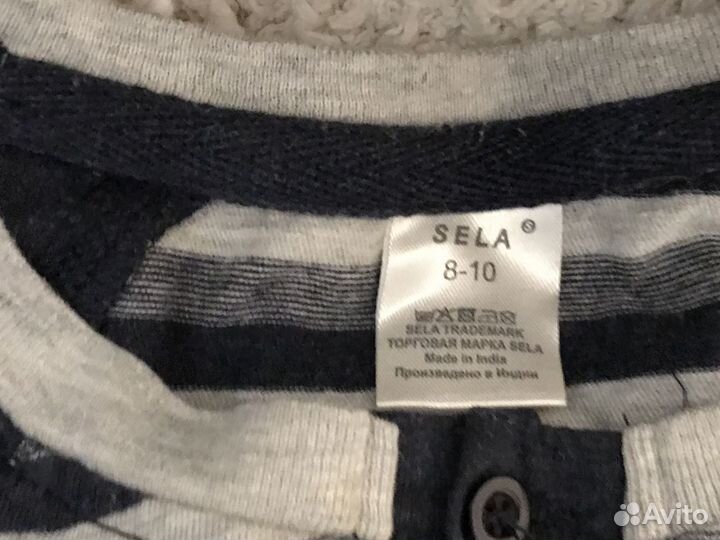 SELA
8-10
SELA TRADEMARK
ТОРГОВАЯ МАРКА SELA
Made in India
Произведено в Индии
Avito